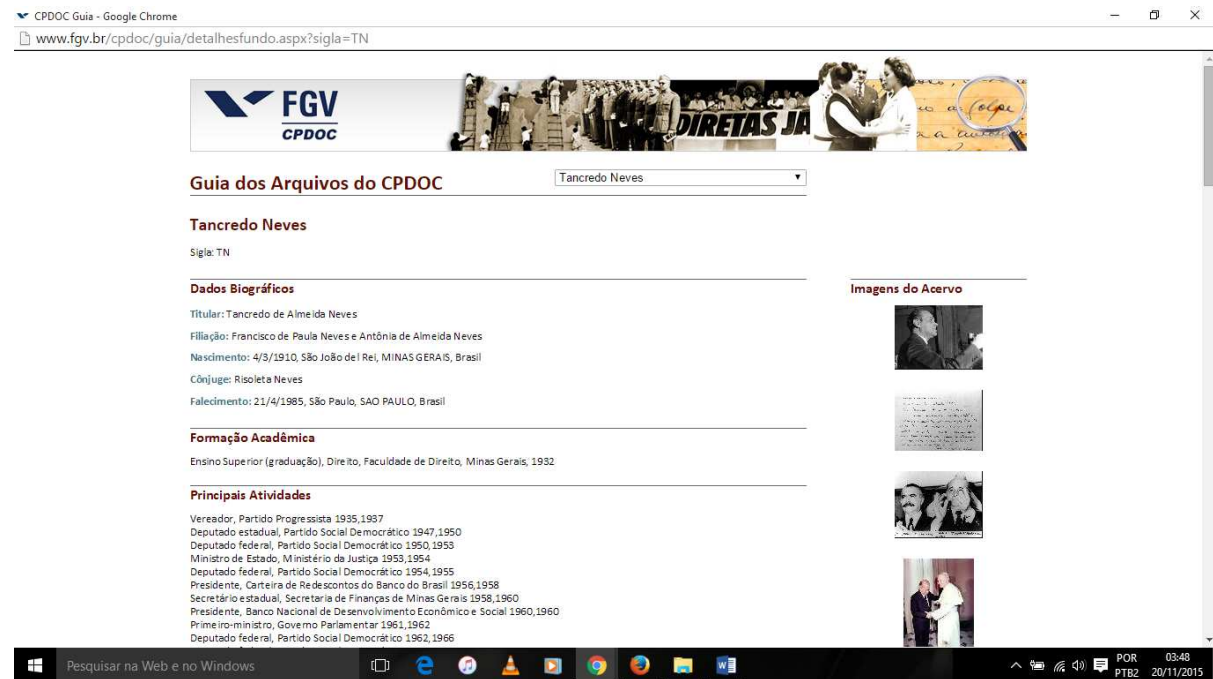 CPDOC Guia - Google Chrome
www.fgv.br/cpdoc/guia/detalhesfundo.aspx?sigla=TN
FGV
CPDOC
DIRETAS JÁ
Guia dos Arquivos do CPDOC
Tancredo Neves
Tancredo Neves
Sigla: TN
Dados Biográficos
Titular: Tancredo de Almeida Neves
Filiação: Francisco de Paula Neves e Antônia de Almeida Neves
Nascimento: 4/3/1910, São João del Rei, MINAS GERAIS, Brasil
Cônjuge: Risoleta Neves
Falecimento: 21/4/1985, São Paulo, SAO PAULO, Brasil
Formação Acadêmica
Ensino Superior (graduação), Direito, Faculdade de Direito, Minas Gerais, 1932
Principais Atividades
Vereador, Partido Progressista 1935,1937
Deputado estadual, Partido Social Democrático 1947,1950
Deputado federal, Partido Social Democrático 1950,1953
Ministro de Estado, Ministério da Justiça 1953,1954
Deputado federal, Partido Social Democrático 1954,1955
Presidente, Carteira de Redescontos do Banco do Brasil 1956,1958
Secretário estadual, Secretaria de Finanças de Minas Gerais 1958,1960
Presidente, Banco Nacional de Desenvolvimento Econômico e Social 1960,1960
Primeiro-ministro, Governo Parlamentar 1961,1962
Deputado federal, Partido Social Democrático 1962,1966
Imagens do Acervo
Pesquisar na Web e no Windows
POR
PTB2
03:48
20/11/2015